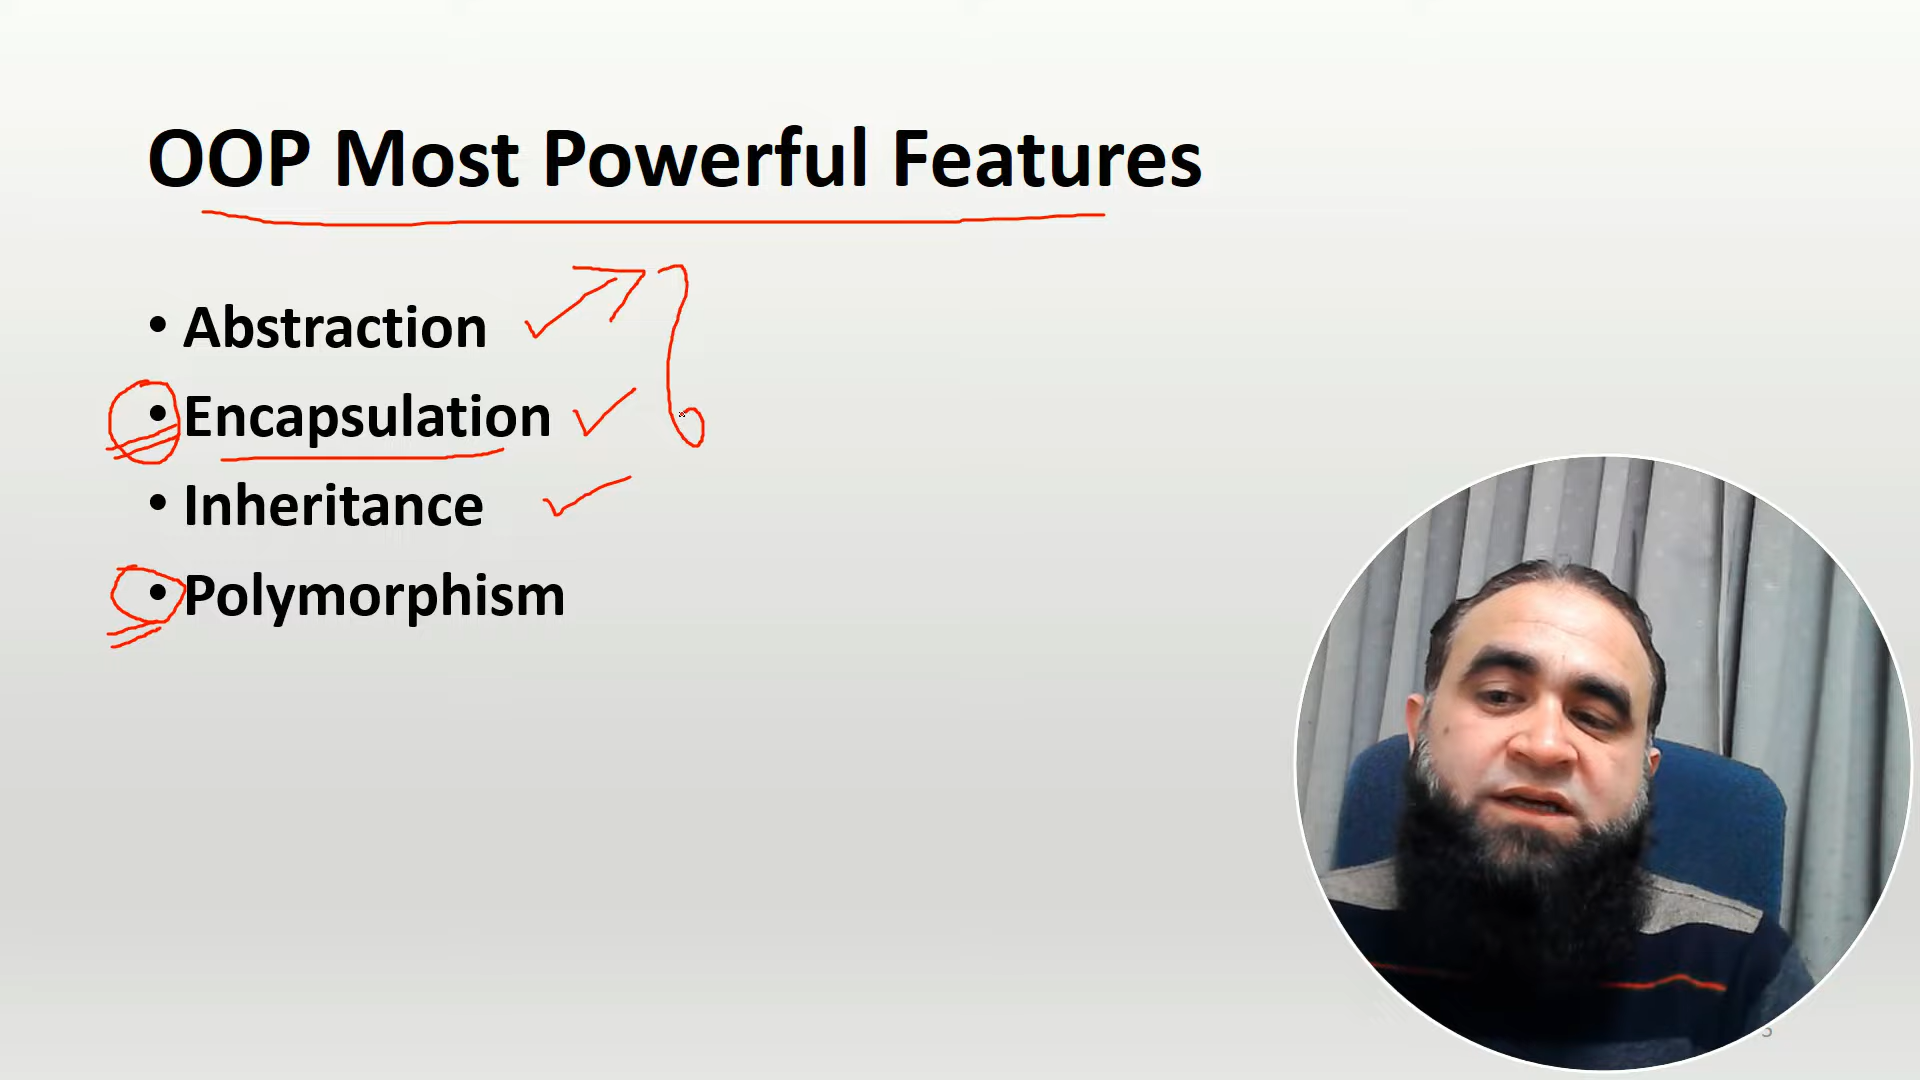 OOP Most Powerful Features
• Abstraction
• Encapsulation
• Inheritance
• Polymorphism